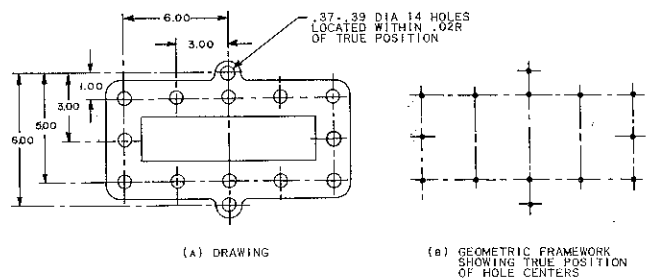 6.00
.37-.39 DIA 14 HOLES
LOCATED WITHIN .02R
OF TRUE POSITION
3.00
1.00
3.00
5.00
6.00
(A) DRAWING
(B) GEOMETRIC FRAMEWORK
SHOWING TRUE POSITION
OF HOLE CENTERS